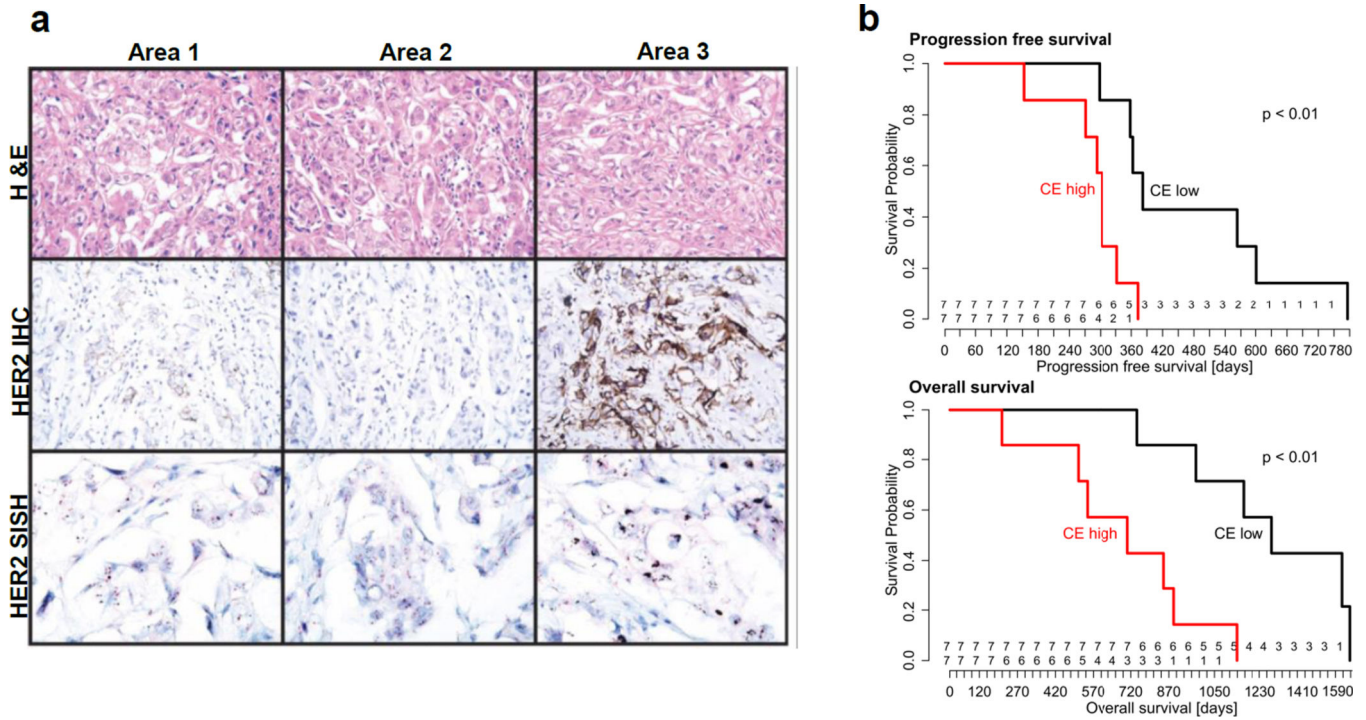 a
Area 1 Area 2 Area 3
H &E
HER2 IHC
HER2 SISH
b
Progression free survival
Survival Probability
1.0
0.8
0.6
0.4
0.2
0.0
p < 0.01
CE high
CE low
7 7 7 7 7 7 7 7 7 7 6 6 5 3 3 3 3 3 3 2 2 1 1 1 1 1
7 7 7 7 7 7 6 6 6 6 4 2 1
0 60 120 180 240 300 360 420 480 540 600 660 720 780
Progression free survival [days]
Overall survival
Survival Probability
1.0
0.8
0.6
0.4
0.2
0.0
p < 0.01
CE high
CE low
7 7 7 7 7 7 7 7 7 7 7 7 7 6 6 6 6 5 5 5 4 4 3 3 3 3 1
7 7 7 7 6 6 6 6 6 5 4 4 3 3 3 1 1 1 1
0 120 270 420 570 720 870 1050 1230 1410 1590
Overall survival [days]